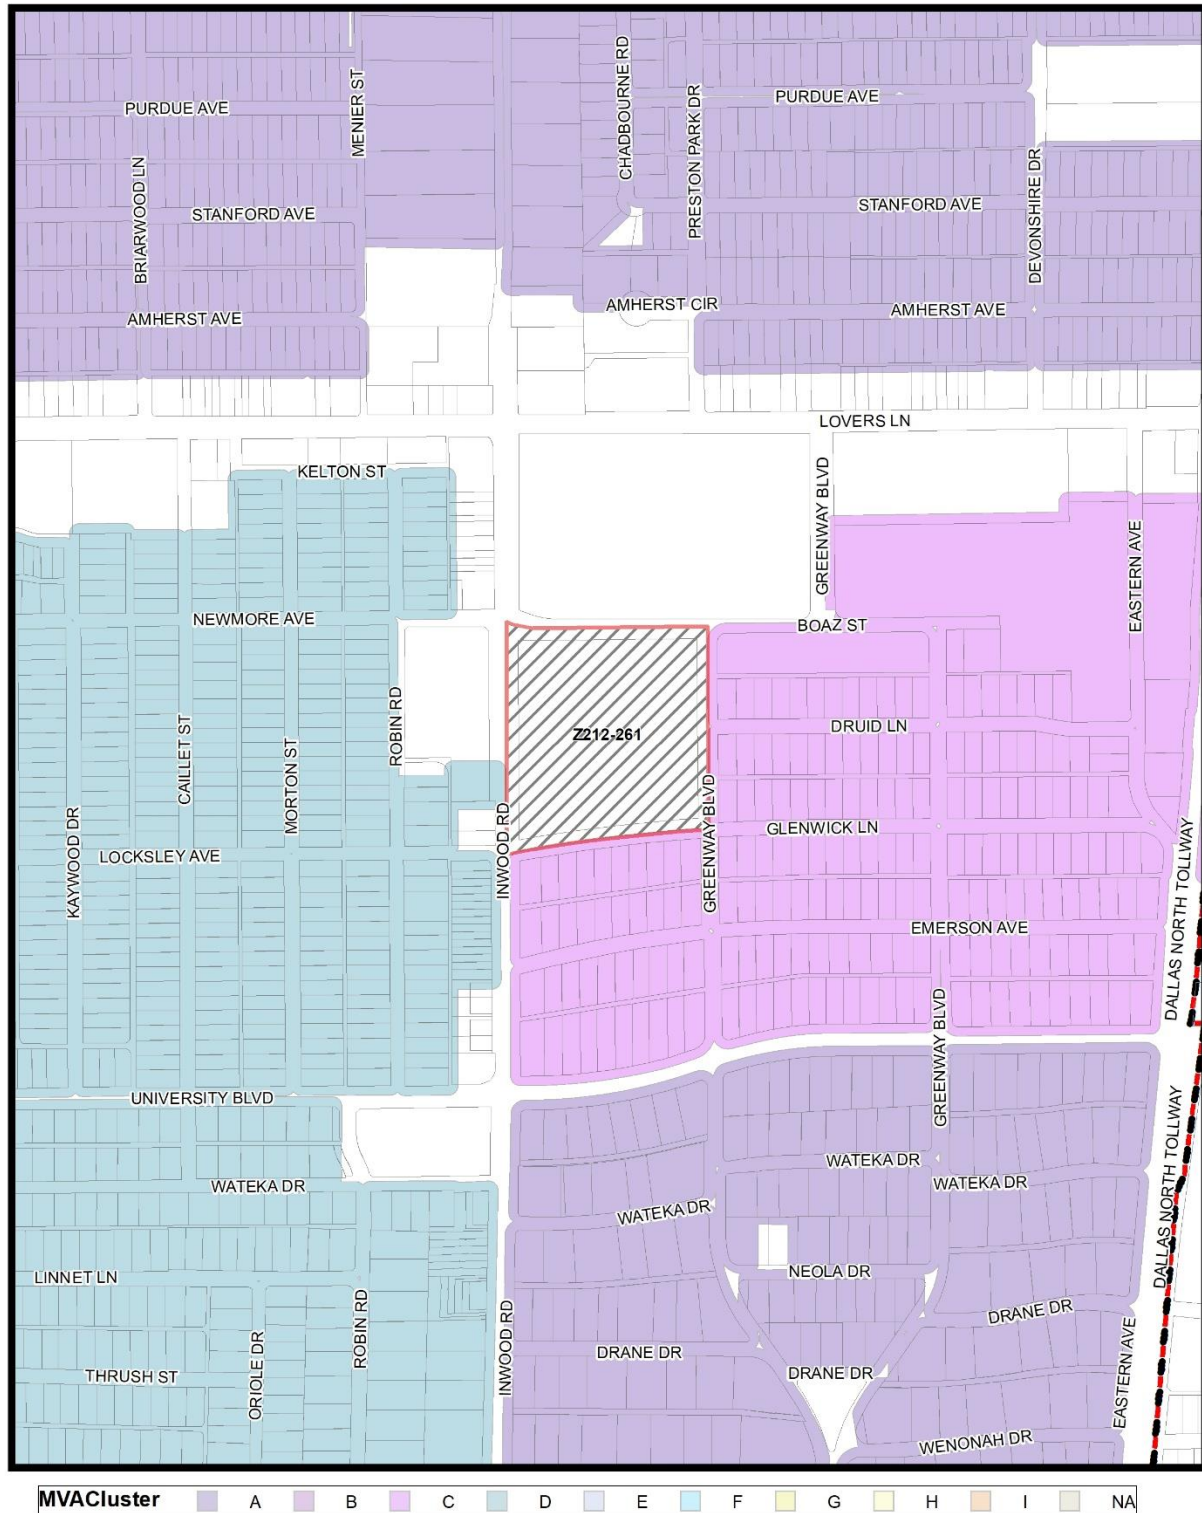 CHADBOURNE RD
PURDUE AVE
MENIER ST
PRESTON PARK DR
PURDUE AVE
BRIARWOOD LN
STANFORD AVE
STANFORD AVE
DEVONSHIRE DR
AMHERST AVE
AMHERST CIR
AMHERST AVE
LOVERS LN
KELTON ST
GREENWAY BLVD
EASTERN AVE
NEWMORE AVE
BOAZ ST
ROBIN RD
CAILLET ST
MORTON ST
Z212-261
DRUID LN
KAYWOOD DR
LOCKSLEY AVE
INWOOD RD
GREENWAY BLVD
GLENWICK LN
DALLAS NORTH TOLLWAY
EMERSON AVE
GREENWAY BLVD
UNIVERSITY BLVD
WATEKA DR
WATEKA DR
WATEKA DR
WATEKA DR
DALLAS NORTH TOLLWAY
LINNET LN
NEOLA DR
ROBIN RD
ORIOLE DR
INWOOD RD
DRANE DR
DRANE DR
DRANE DR
THRUSH ST
EASTERN AVE
WENONAH DR
MVACluster A B C D E F G H I NA